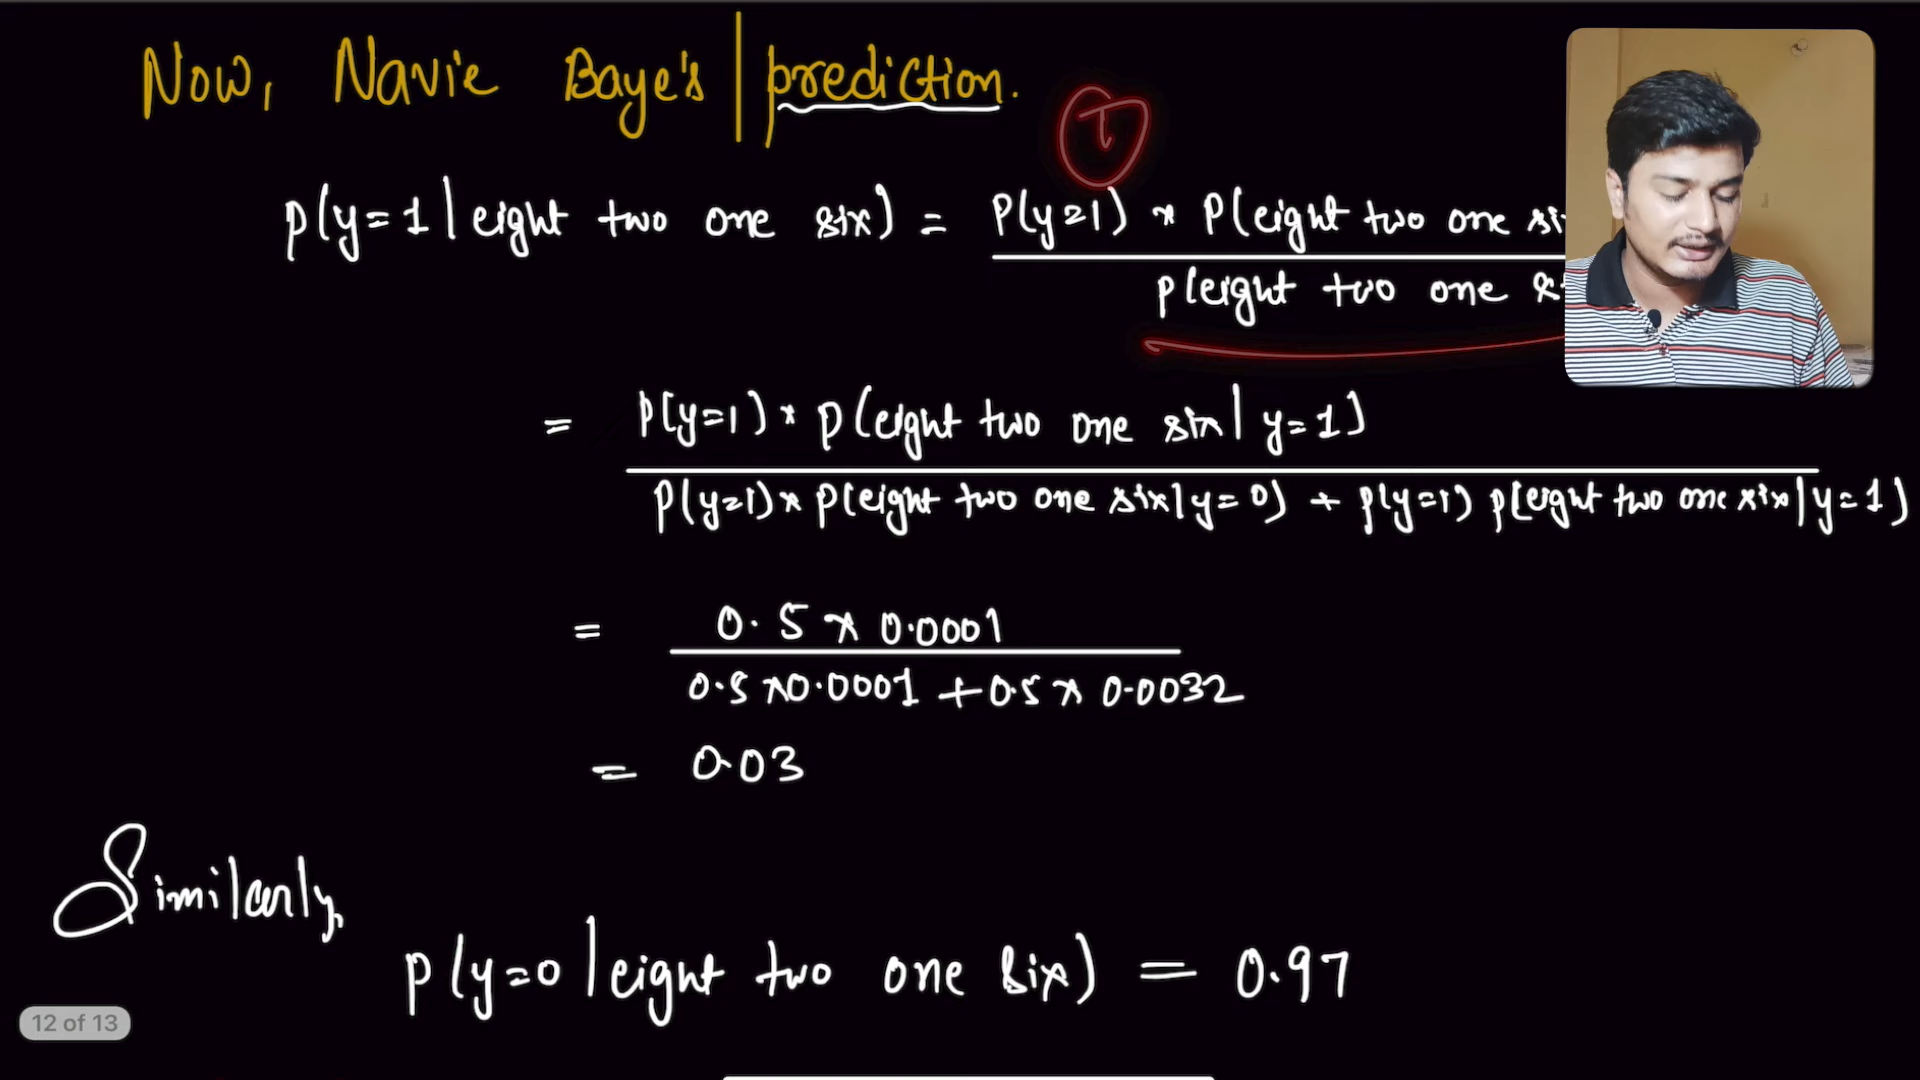 Now, Navie Baye's | prediction.
I
P(y=1 | eight two one six) = P(y=1) * P(eight two one si
P(eight two one s
= P(y=1) * P(eight two one six | y=1)
P(y=1) * P(eight two one six | y=0) + P(y=1) P(eight two one six | y=1)
= 0.5 * 0.0001
0.5 * 0.0001 + 0.5 * 0.0032
= 0.03
Similarly,
P(y=0 | eight two one six) = 0.97
12 of 13